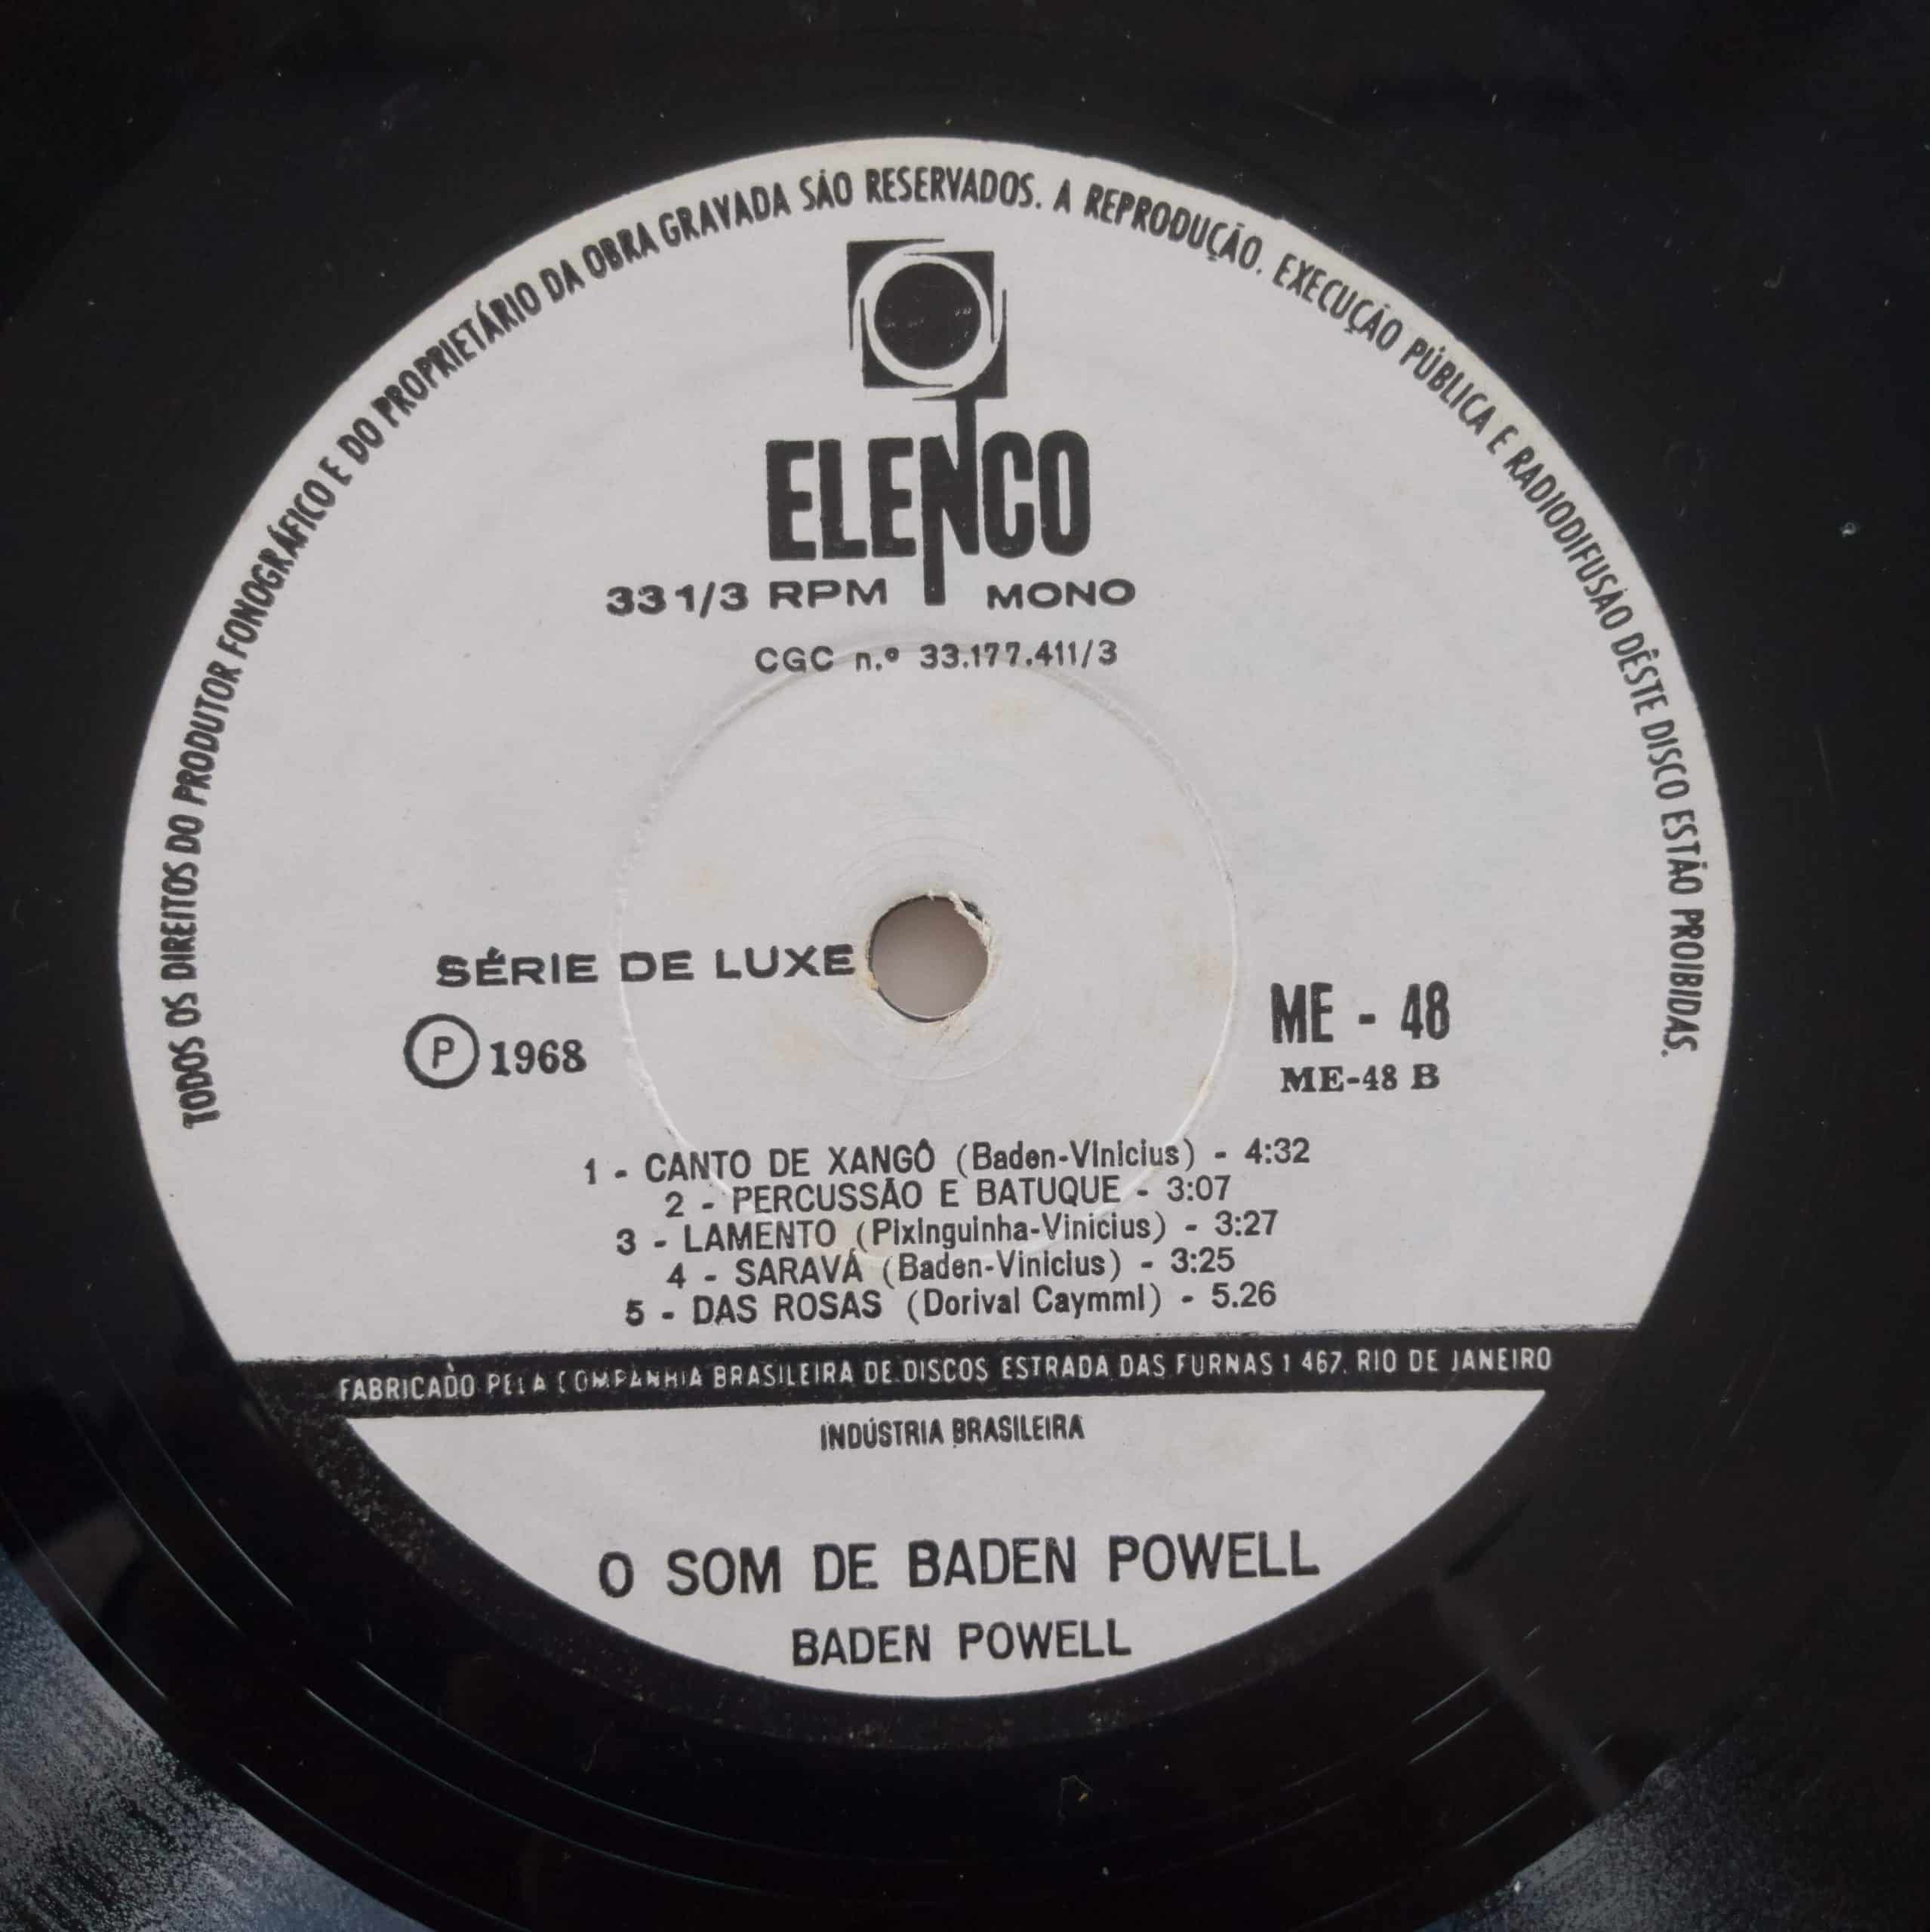 TODOS OS DIREITOS DO PRODUTOR FONOGRÁFICO E DO PROPRIETÁRIO DA OBRA GRAVADA SÃO RESERVADOS. A REPRODUÇÃO. EXECUÇÃO PÚBLICA E RADIODIFUSÃO DÊSTE DISCO ESTÃO PROIBIDAS.
ELENCO
33 1/3 RPM MONO
CGC n.º 33.177.411/3
SÉRIE DE LUXE
Ⓟ 1968
ME - 48
ME-48 B
1 - CANTO DE XANGÔ (Baden-Vinicius) - 4:32
2 - PERCUSSÃO E BATUQUE - 3:07
3 - LAMENTO (Pixinguinha-Vinicius) - 3:27
4 - SARAVÁ (Baden-Vinicius) - 3:25
5 - DAS ROSAS (Dorival Caymmi) - 5.26
FABRICADO PELA COMPANHIA BRASILEIRA DE DISCOS ESTRADA DAS FURNAS 1 467. RIO DE JANEIRO
INDÚSTRIA BRASILEIRA
O SOM DE BADEN POWELL
BADEN POWELL